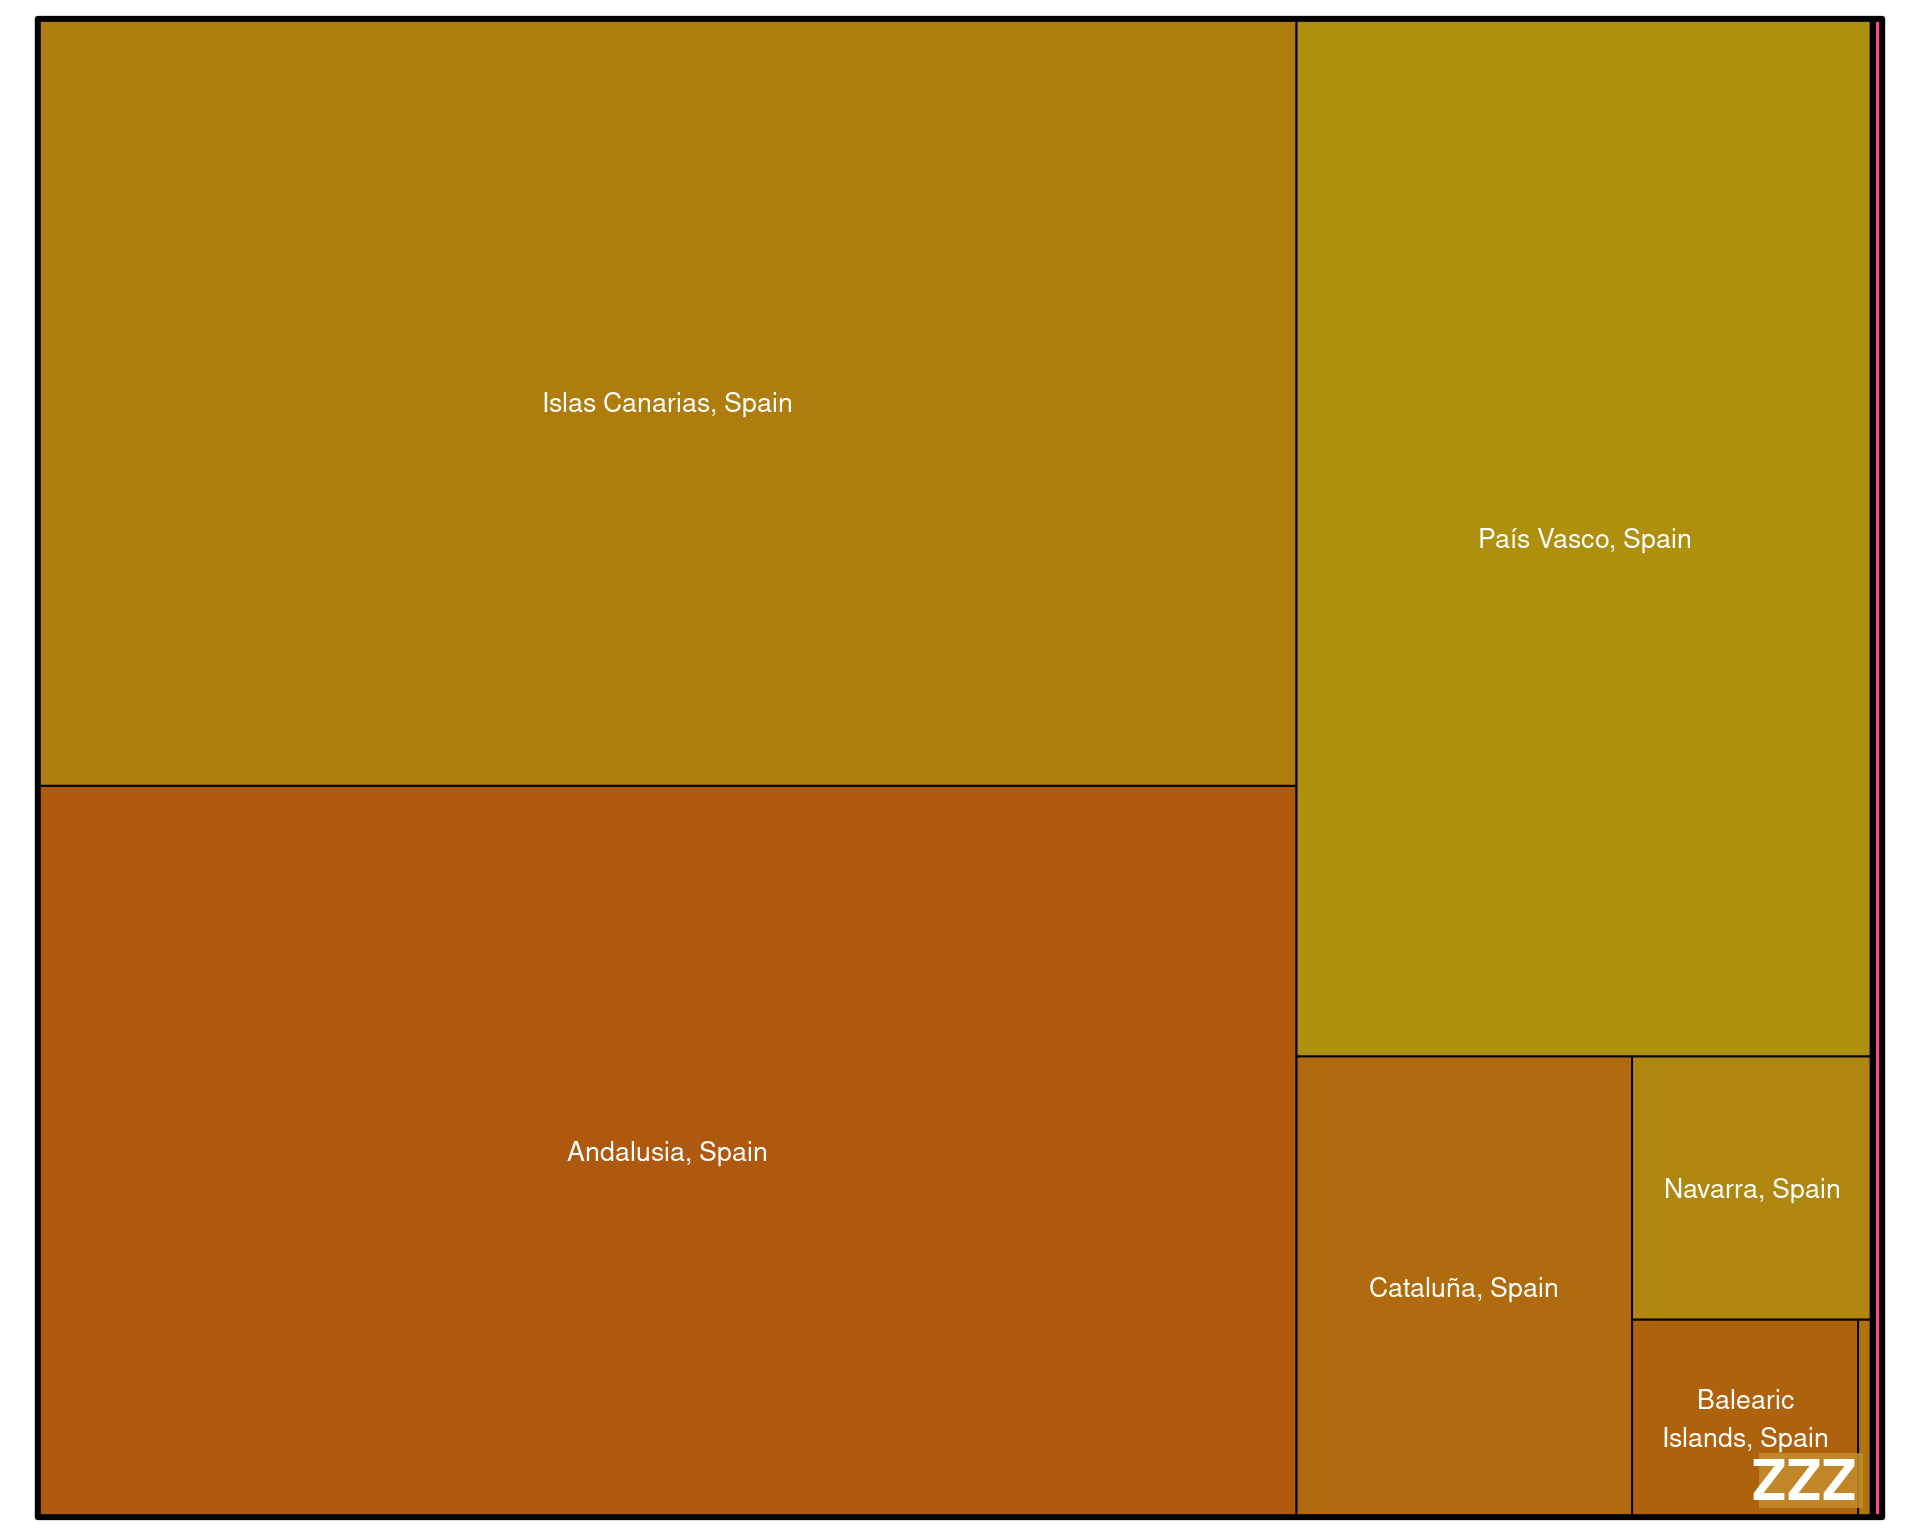 Islas Canarias, Spain
País Vasco, Spain
Andalusia, Spain
Navarra, Spain
Cataluña, Spain
Balearic
Islands, Spain
ZZZ